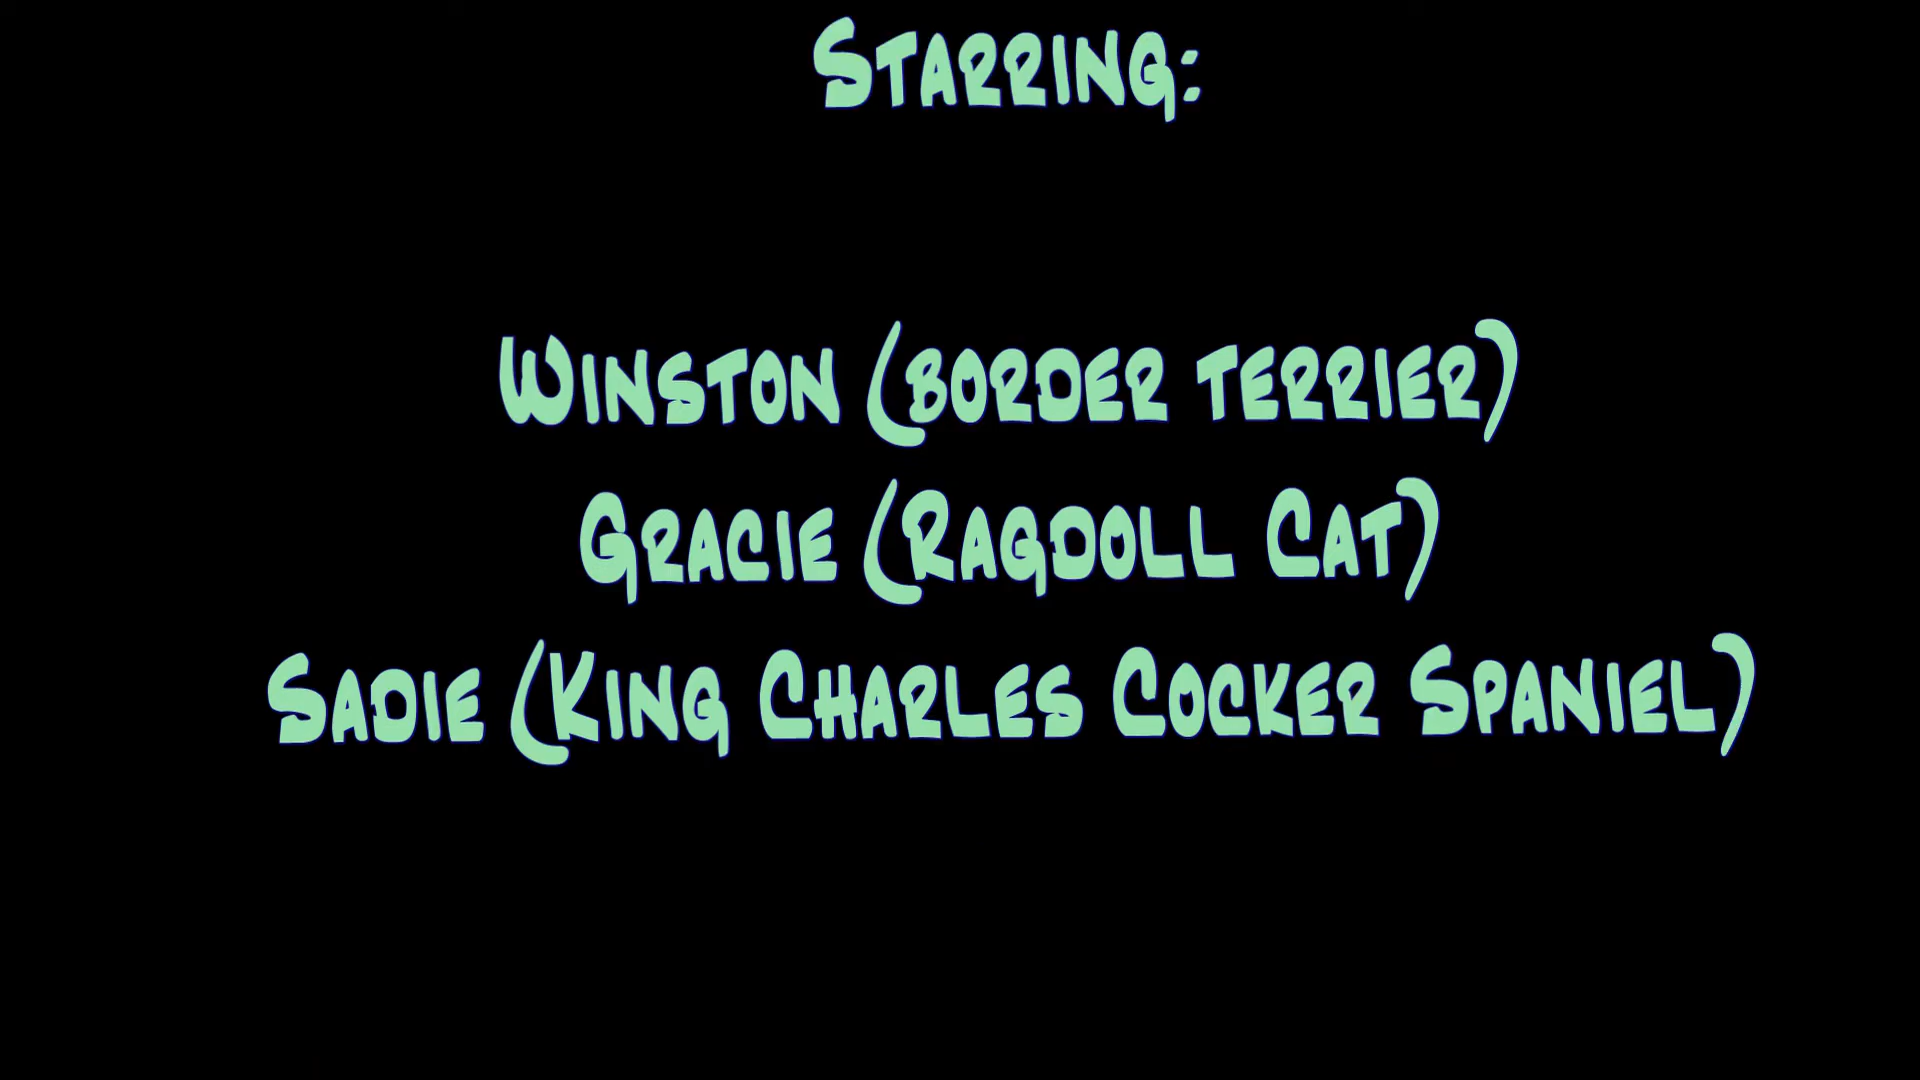 Starring:
Winston (border terrier)
Gracie (Ragdoll Cat)
Sadie (King Charles Cocker Spaniel)